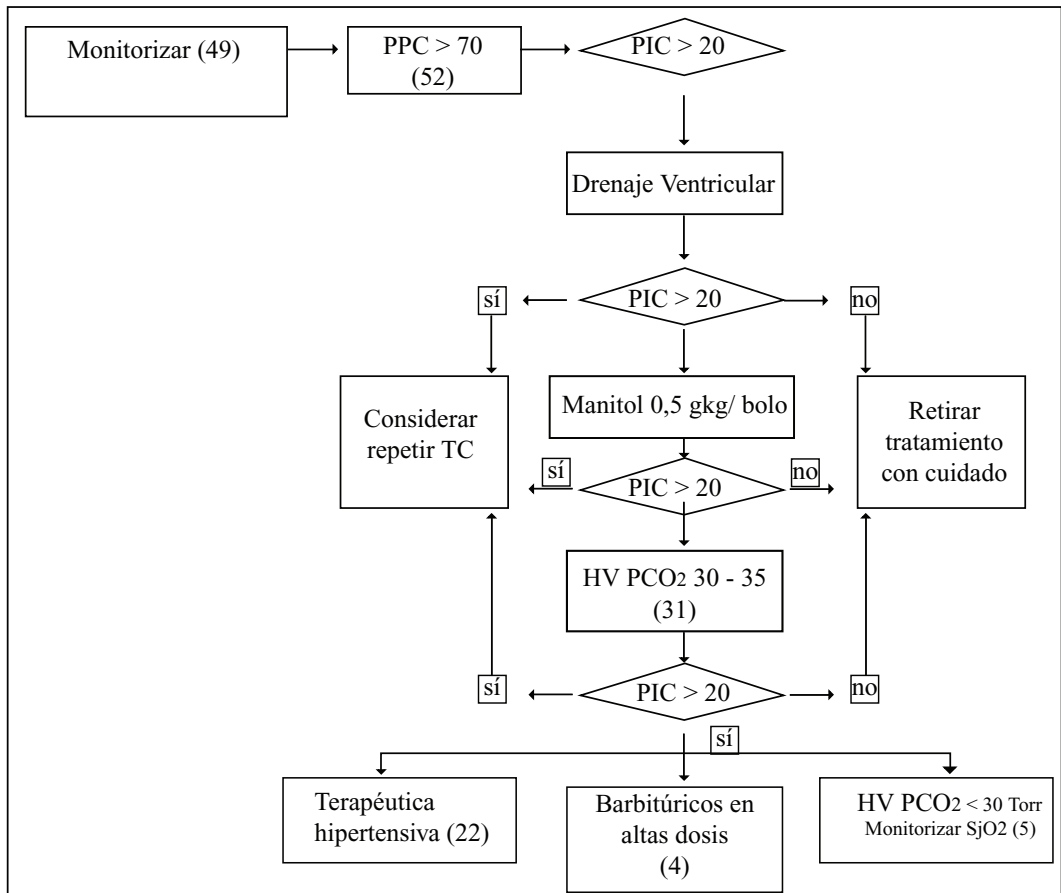 Monitorizar (49)
PPC > 70
(52)
PIC > 20
Drenaje Ventricular
sí
PIC > 20
no
Considerar
repetir TC
Manitol 0,5 gkg/ bolo
Retirar
tratamiento
con cuidado
sí
PIC > 20
no
HV PCO2 30 - 35
(31)
sí
PIC > 20
no
sí
Terapéutica
hipertensiva (22)
Barbitúricos en
altas dosis
(4)
HV PCO2 < 30 Torr
Monitorizar SjO2 (5)